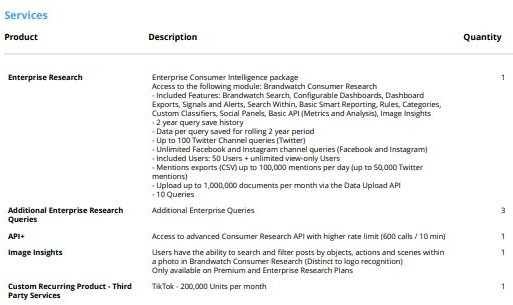 Services
Product Description Quantity
Enterprise Research Enterprise Consumer Intelligence package 1
Access to the following module: Brandwatch Consumer Research
- Included Features: Brandwatch Search, Configurable Dashboards, Dashboard
Exports, Signals and Alerts, Search Within, Basic Smart Reporting, Rules, Categories,
Custom Classifiers, Social Panels, Basic API (Metrics and Analysis), Image Insights
- 2 year query save history
- Data per query saved for rolling 2 year period
- Up to 100 Twitter Channel queries (Twitter)
- Unlimited Facebook and Instagram channel queries (Facebook and Instagram)
- Included Users: 50 Users + unlimited view-only Users
- Mentions exports (CSV) up to 100,000 mentions per day (up to 50,000 Twitter
mentions)
- Upload up to 1,000,000 documents per month via the Data Upload API
- 10 Queries
Additional Enterprise Research Additional Enterprise Queries 3
Queries
API+ Access to advanced Consumer Research API with higher rate limit (600 calls / 10 min) 1
Image Insights Users have the ability to search and filter posts by objects, actions and scenes within 1
a photo in Brandwatch Consumer Research (Distinct to logo recognition)
Only available on Premium and Enterprise Research Plans
Custom Recurring Product - Third TikTok - 200,000 Units per month 1
Party Services